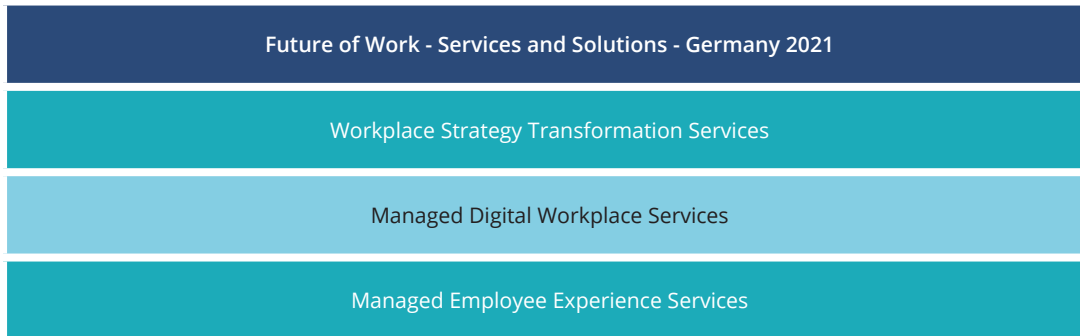 Future of Work - Services and Solutions - Germany 2021
Workplace Strategy Transformation Services
Managed Digital Workplace Services
Managed Employee Experience Services